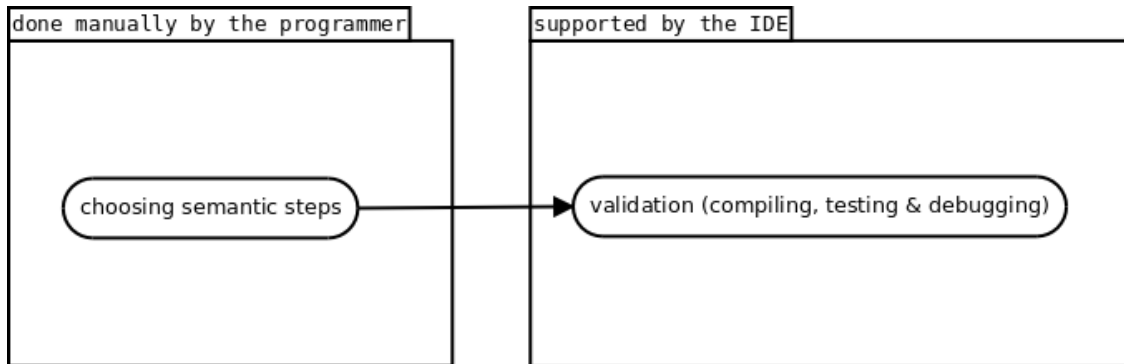 done manually by the programmer
supported by the IDE
choosing semantic steps
validation (compiling, testing & debugging)